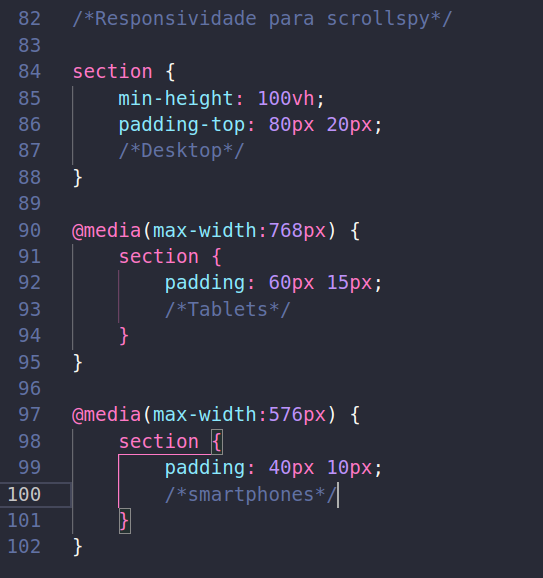 82 /*Responsividade para scrollspy*/
83
84 section {
85     min-height: 100vh;
86     padding-top: 80px 20px;
87     /*Desktop*/
88 }
89
90 @media(max-width:768px) {
91     section {
92         padding: 60px 15px;
93         /*Tablets*/
94     }
95 }
96
97 @media(max-width:576px) {
98     section {
99         padding: 40px 10px;
100         /*smartphones*/
101     }
102 }